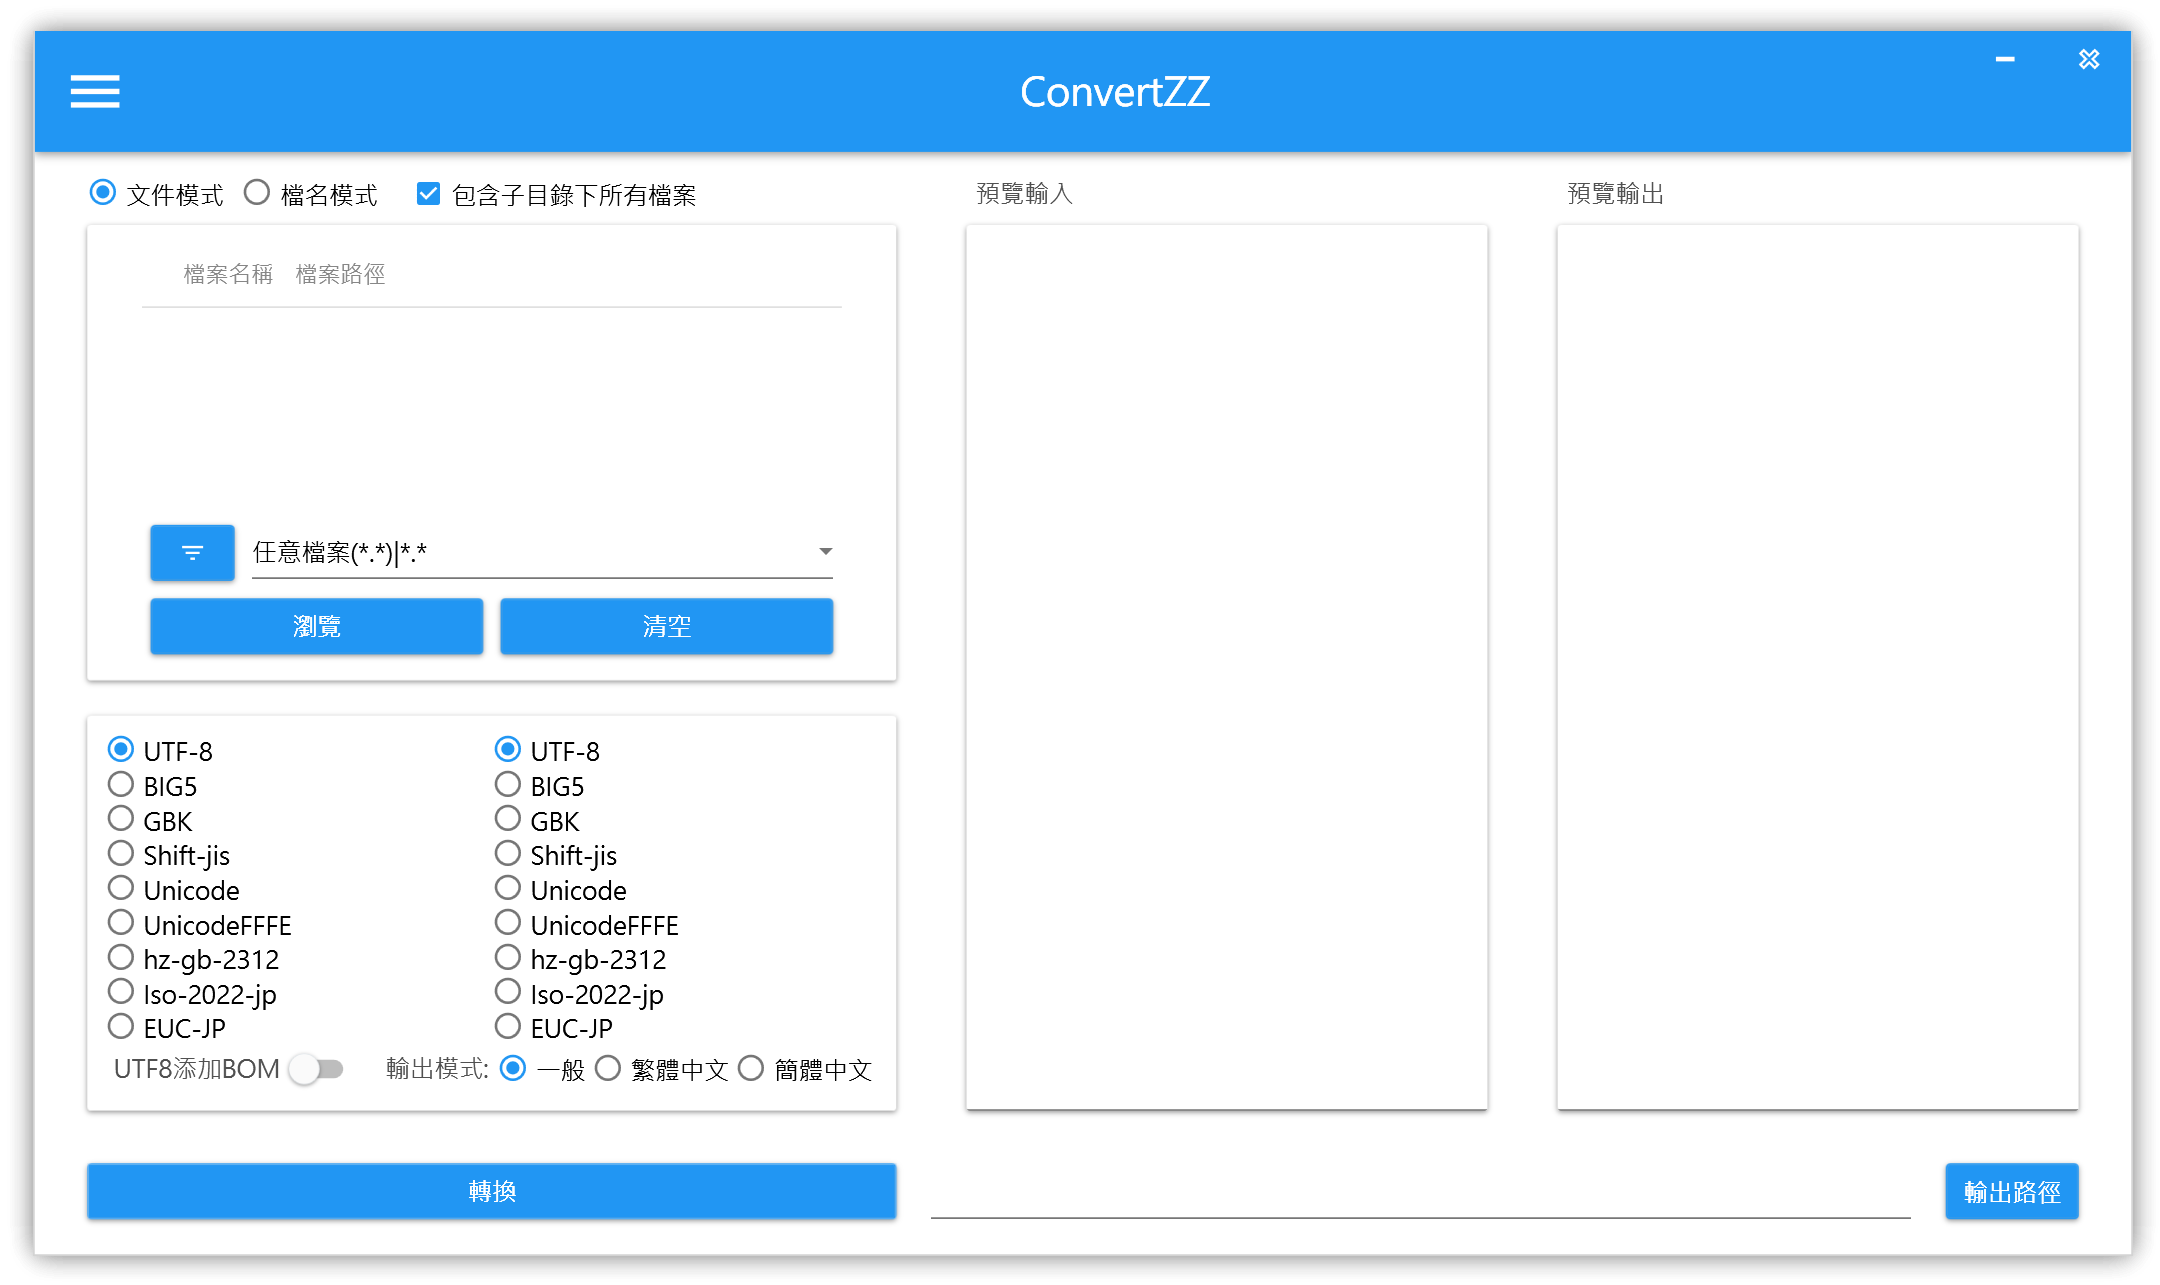 ConvertZZ
文件模式 檔名模式 包含子目錄下所有檔案
預覽輸入
預覽輸出
檔案名稱 檔案路徑
任意檔案(*.*)|*.*
瀏覽 清空
UTF-8 UTF-8
BIG5 BIG5
GBK GBK
Shift-jis Shift-jis
Unicode Unicode
UnicodeFFFE UnicodeFFFE
hz-gb-2312 hz-gb-2312
Iso-2022-jp Iso-2022-jp
EUC-JP EUC-JP
UTF8添加BOM 輸出模式: 一般 繁體中文 簡體中文
轉換
輸出路徑